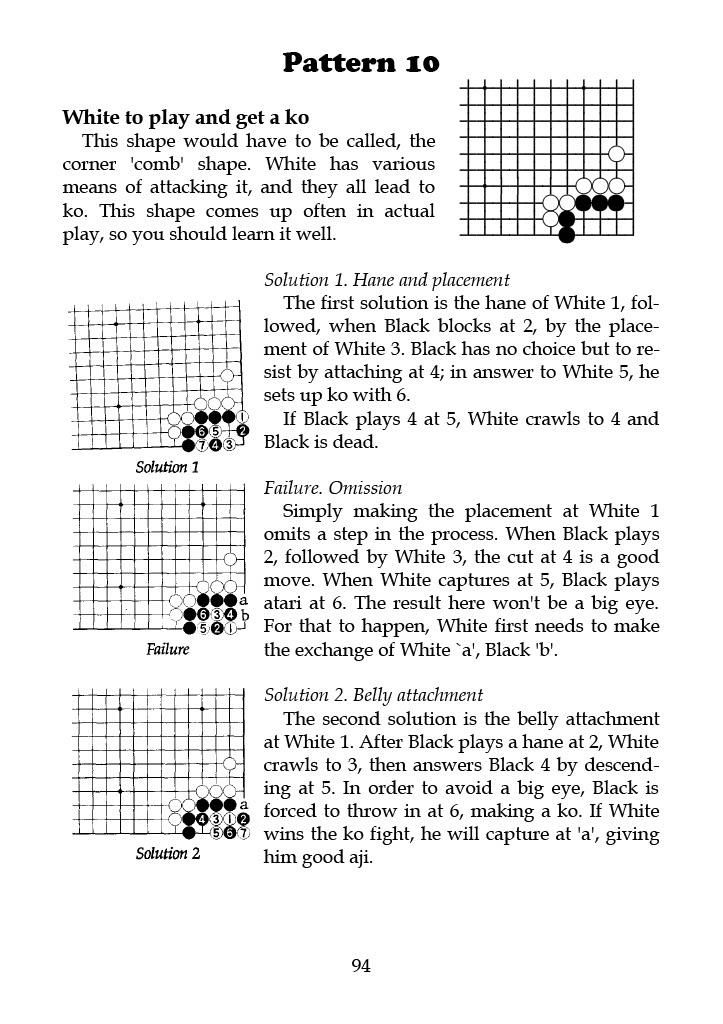 Pattern 10
White to play and get a ko
This shape would have to be called, the
corner 'comb' shape. White has various
means of attacking it, and they all lead to
ko. This shape comes up often in actual
play, so you should learn it well.
Solution 1. Hane and placement
The first solution is the hane of White 1, fol-
lowed, when Black blocks at 2, by the place-
ment of White 3. Black has no choice but to re-
sist by attaching at 4; in answer to White 5, he
sets up ko with 6.
If Black plays 4 at 5, White crawls to 4 and
Black is dead.
1
6 5 2
7 4 3
Solution 1
Failure. Omission
Simply making the placement at White 1
omits a step in the process. When Black plays
2, followed by White 3, the cut at 4 is a good
move. When White captures at 5, Black plays
atari at 6. The result here won't be a big eye.
For that to happen, White first needs to make
the exchange of White `a', Black 'b'.
a
6 3 4 b
5 2 1
Failure
Solution 2. Belly attachment
The second solution is the belly attachment
at White 1. After Black plays a hane at 2, White
crawls to 3, then answers Black 4 by descend-
ing at 5. In order to avoid a big eye, Black is
forced to throw in at 6, making a ko. If White
wins the ko fight, he will capture at 'a', giving
him good aji.
a
4 3 1 2
5 6 7
Solution 2
94